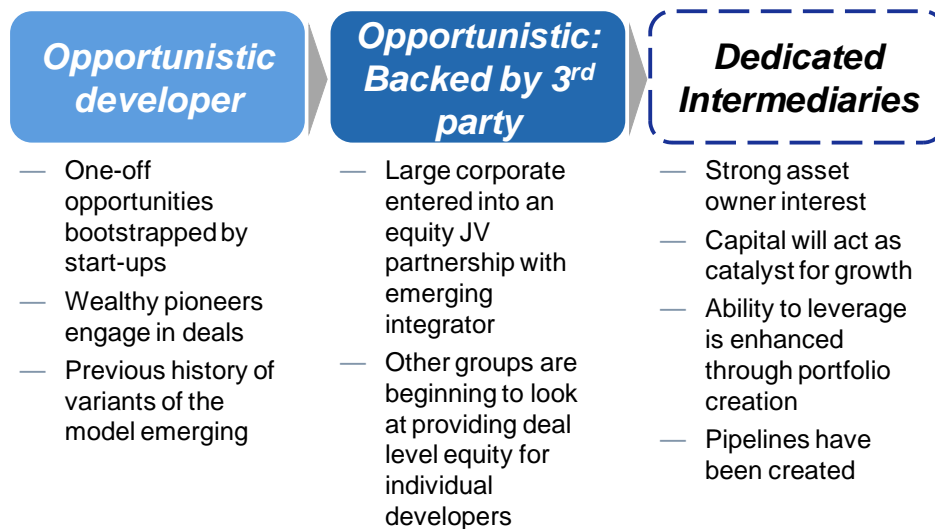 Opportunistic
developer
— One-off
opportunities
bootstrapped by
start-ups
— Wealthy pioneers
engage in deals
— Previous history of
variants of the
model emerging
Opportunistic:
Backed by 3rd
party
— Large corporate
entered into an
equity JV
partnership with
emerging
integrator
— Other groups are
beginning to look
at providing deal
level equity for
individual
developers
Dedicated
Intermediaries
— Strong asset
owner interest
— Capital will act as
catalyst for growth
— Ability to leverage
is enhanced
through portfolio
creation
— Pipelines have
been created